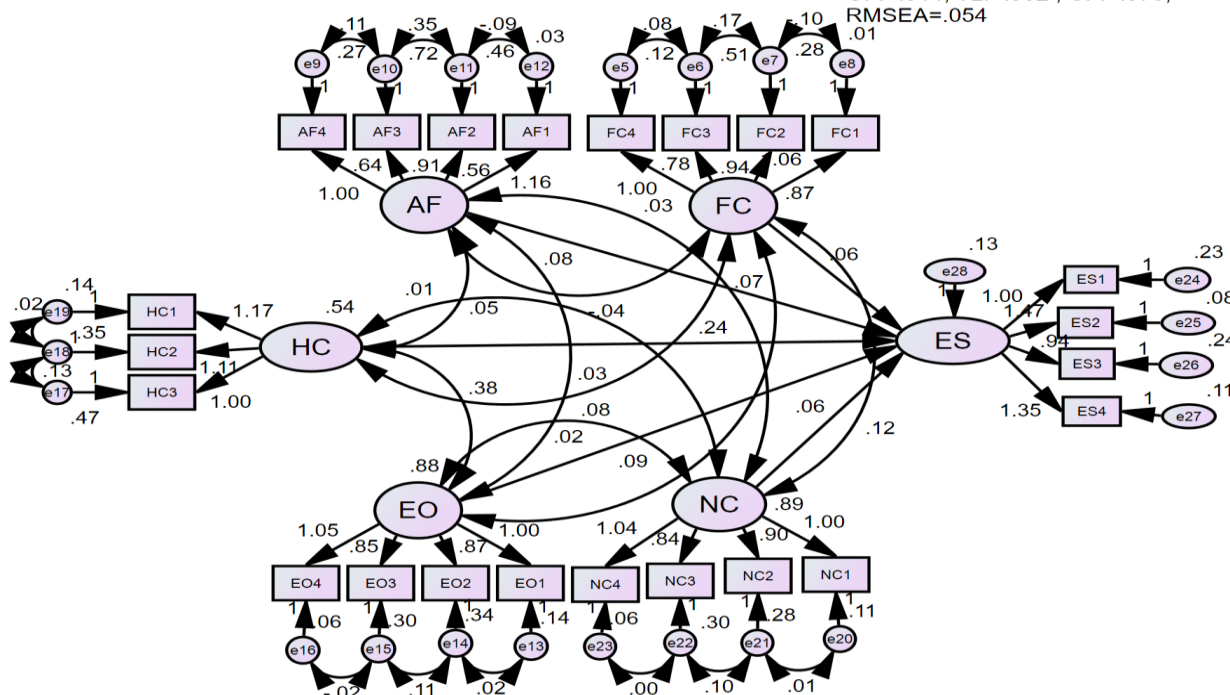 RMSEA=.054
.11 .35 -.09 .03
.27 .72 .46
e9 e10 e11 e12
1 1 1 1
AF4 AF3 AF2 AF1
.64 .91 .56
1.00 1.16
AF
.08 .17 -.10 .01
.12 .51 .28
e5 e6 e7 e8
1 1 1 1
FC4 FC3 FC2 FC1
.78 .94 .06
1.00 .87
.03
FC
.02 .14
e19 1 HC1 1.17
.35
e18 1 HC2 1.11
.13
e17 1 HC3 1.00
.47
.54
HC
.01 .08 .07 .06
.05 -.04
.24
.38 .03
.08
.02 .09
.06 .12
.13
e28
1
ES
1.00 ES1 1 e24 .23
1.47 ES2 1 e25 .08
.94 ES3 1 e26 .24
1.35 ES4 1 e27 .11
.88
EO
1.05 .85 .87 1.00
EO4 EO3 EO2 EO1
1 1 1 1
.06 .30 .34 .14
e16 e15 e14 e13
-.02 .11 .02
.89
NC
1.04 .84 .90 1.00
NC4 NC3 NC2 NC1
1 1 1 1
.06 .30 .28 .11
e23 e22 e21 e20
.00 .10 .01